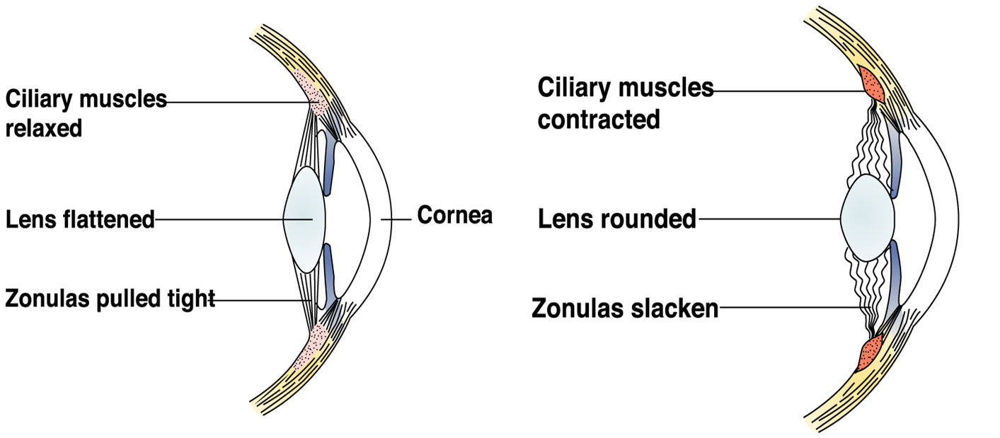 Ciliary muscles
relaxed
Lens flattened
Cornea
Zonulas pulled tight
Ciliary muscles
contracted
Lens rounded
Zonulas slacken